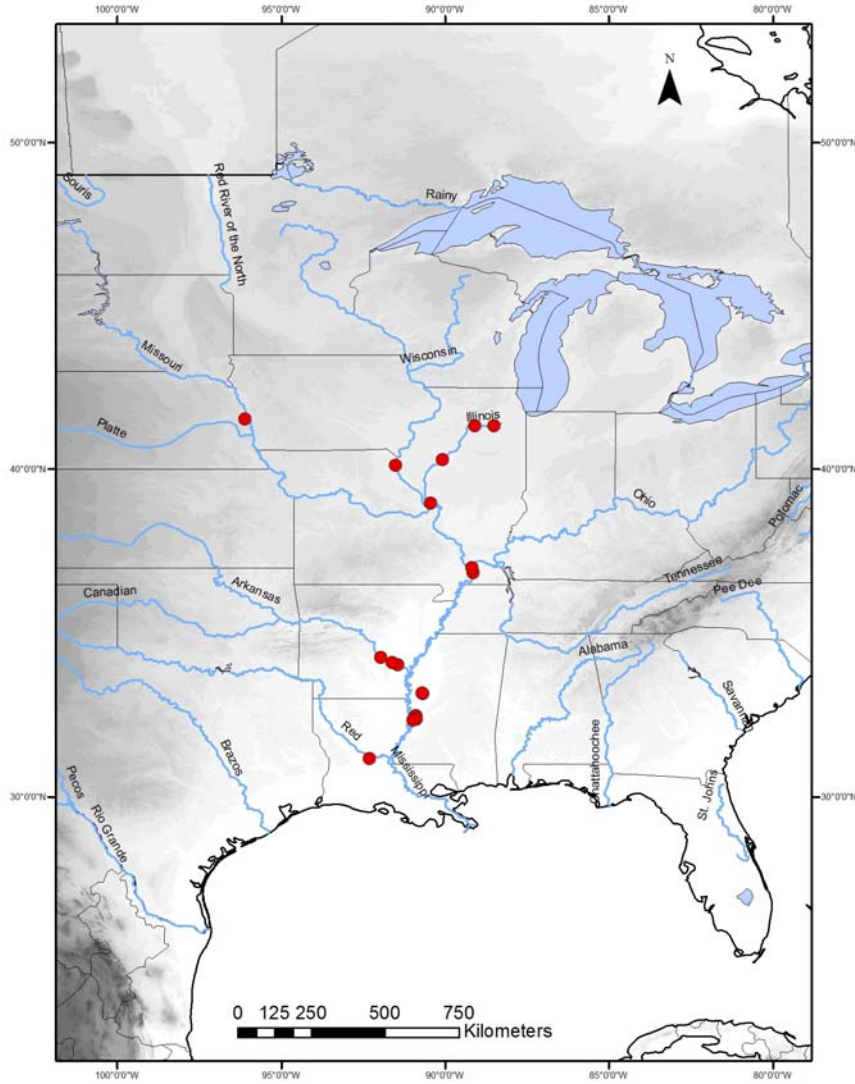 100°0'0"W 95°0'0"W 90°0'0"W 85°0'0"W 80°0'0"W
N
50°0'0"N 50°0'0"N
Souris
Red River of the North
Rainy
Missouri
Wisconsin
Platte
Illinois
40°0'0"N 40°0'0"N
Ohio
Potomac
Tennessee
Pee Dee
Canadian
Arkansas
Alabama
Savannah
Red
Mississippi
Chattahoochee
Brazos
St. Johns
30°0'0"N 30°0'0"N
Pecos
Rio Grande
0 125 250 500 750
Kilometers
100°0'0"W 95°0'0"W 90°0'0"W 85°0'0"W 80°0'0"W